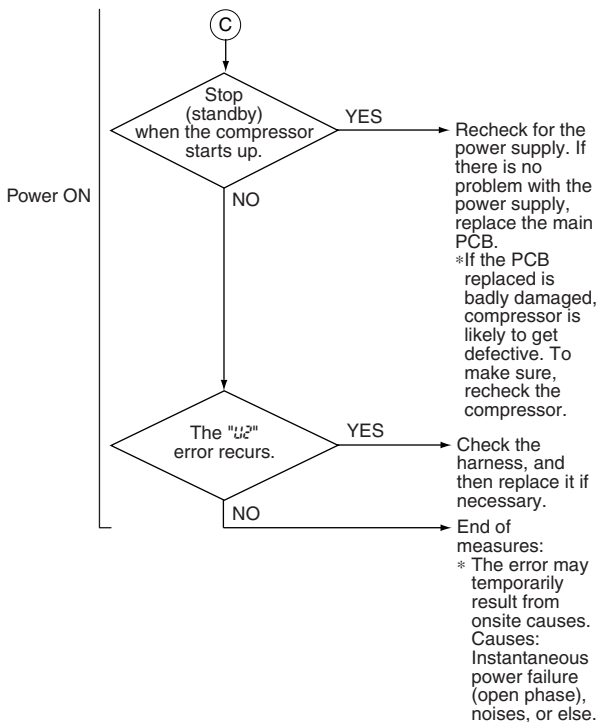 C
Stop
(standby)
when the compressor
starts up.
YES
Recheck for the
power supply. If
there is no
problem with the
power supply,
replace the main
PCB.
*If the PCB
replaced is
badly damaged,
compressor is
likely to get
defective. To
make sure,
recheck the
compressor.
Power ON
NO
The "U2"
error recurs.
YES
Check the
harness, and
then replace it if
necessary.
NO
End of
measures:
* The error may
temporarily
result from
onsite causes.
Causes:
Instantaneous
power failure
(open phase),
noises, or else.